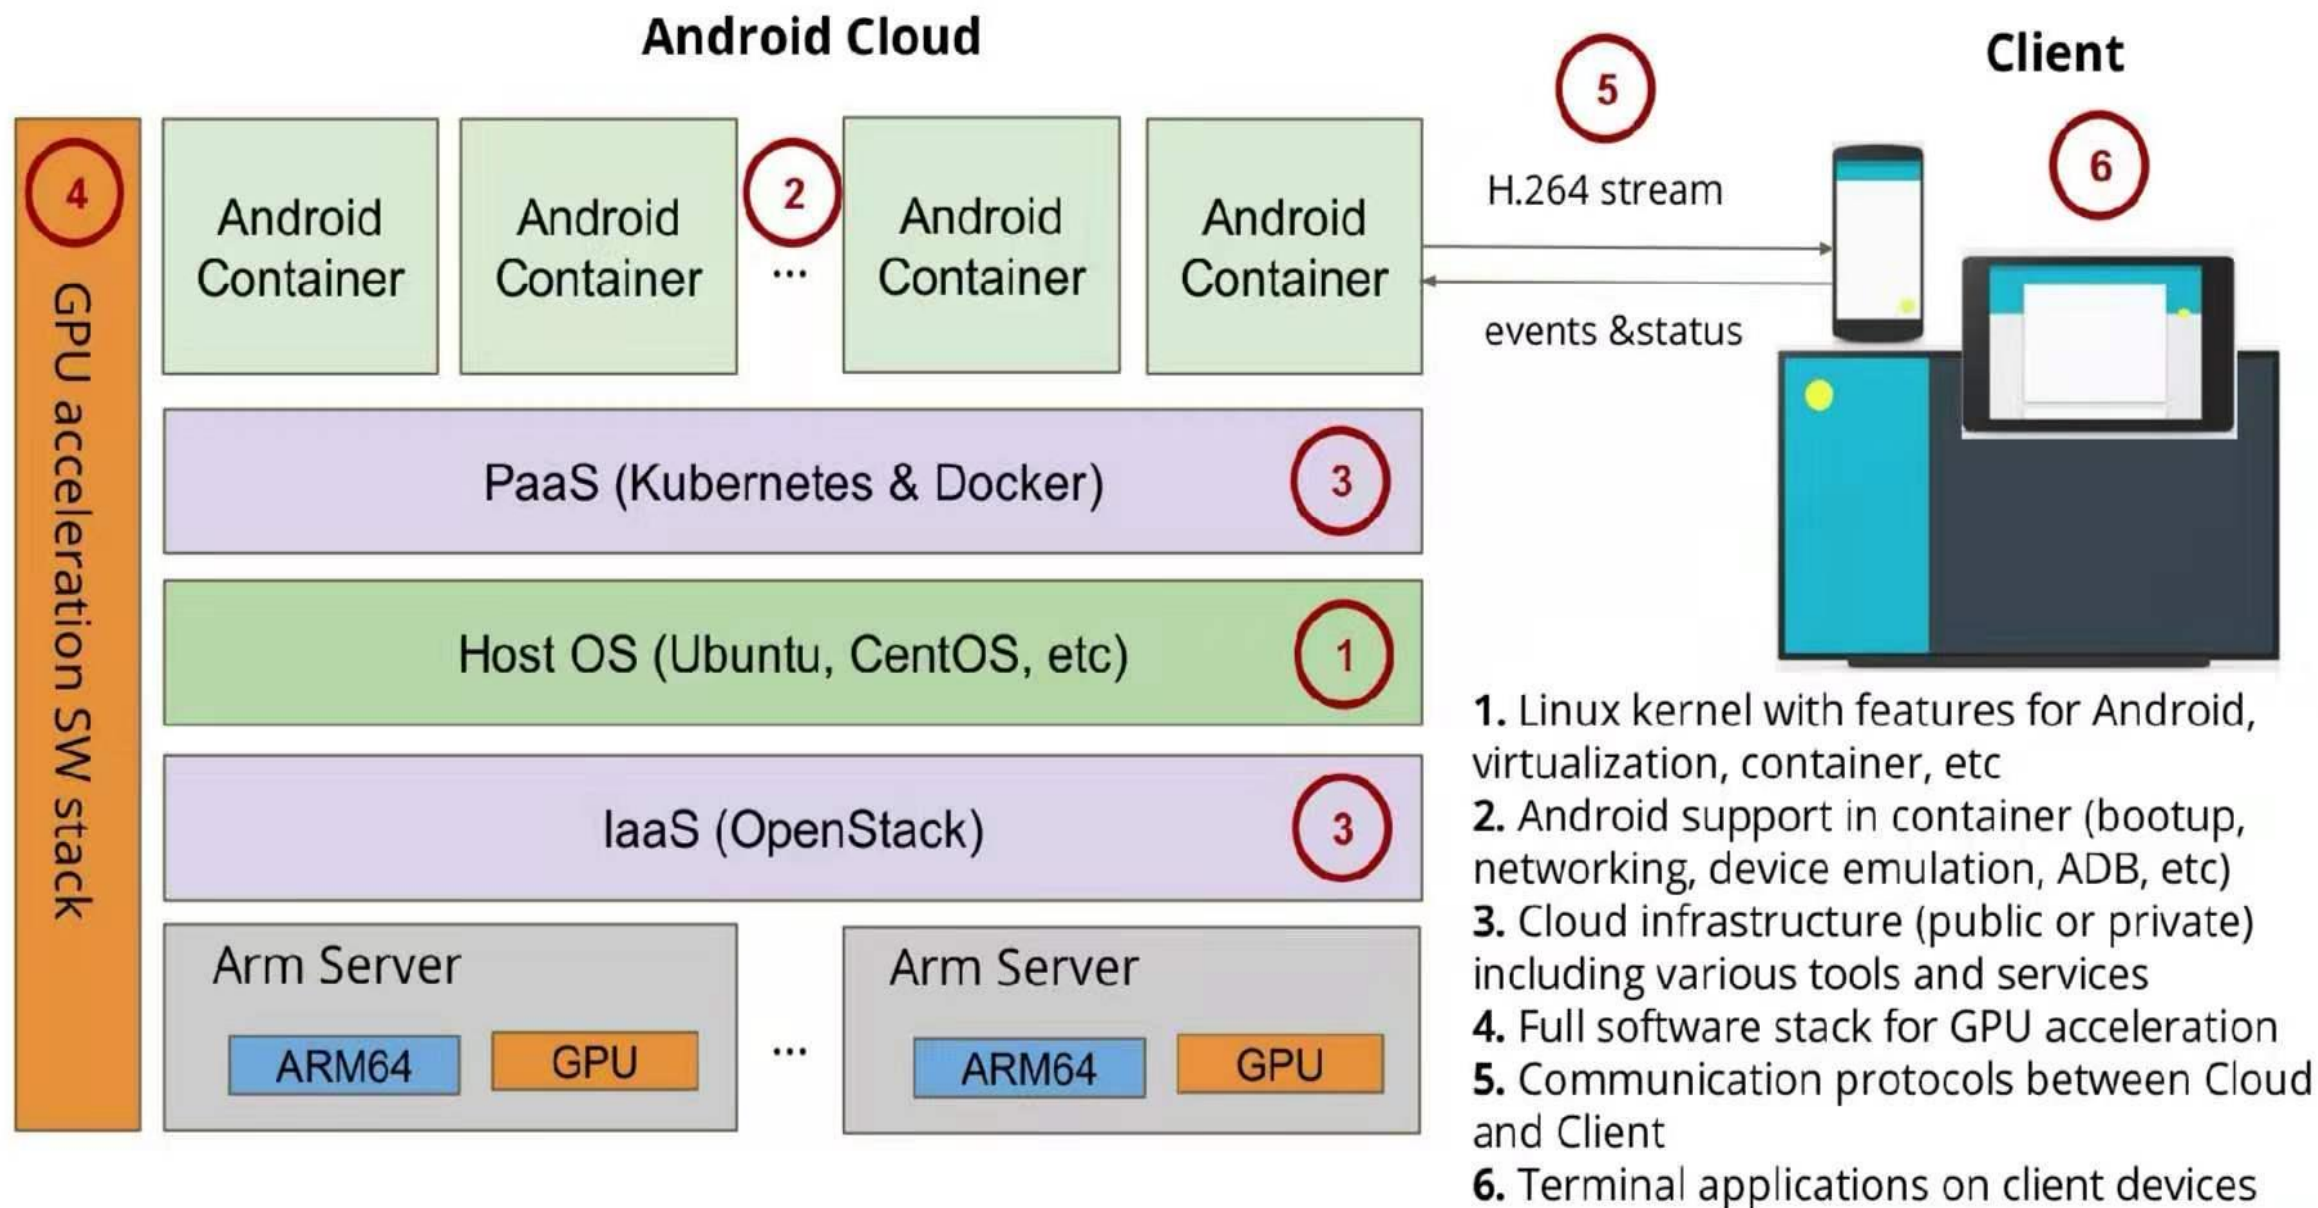 Android Cloud
Client
5
6
4
GPU acceleration SW stack
Android
Container
Android
Container
2
...
Android
Container
Android
Container
H.264 stream
events &status
PaaS (Kubernetes & Docker)
3
Host OS (Ubuntu, CentOS, etc)
1
IaaS (OpenStack)
3
Arm Server
ARM64
GPU
...
Arm Server
ARM64
GPU
1. Linux kernel with features for Android,
virtualization, container, etc
2. Android support in container (bootup,
networking, device emulation, ADB, etc)
3. Cloud infrastructure (public or private)
including various tools and services
4. Full software stack for GPU acceleration
5. Communication protocols between Cloud
and Client
6. Terminal applications on client devices